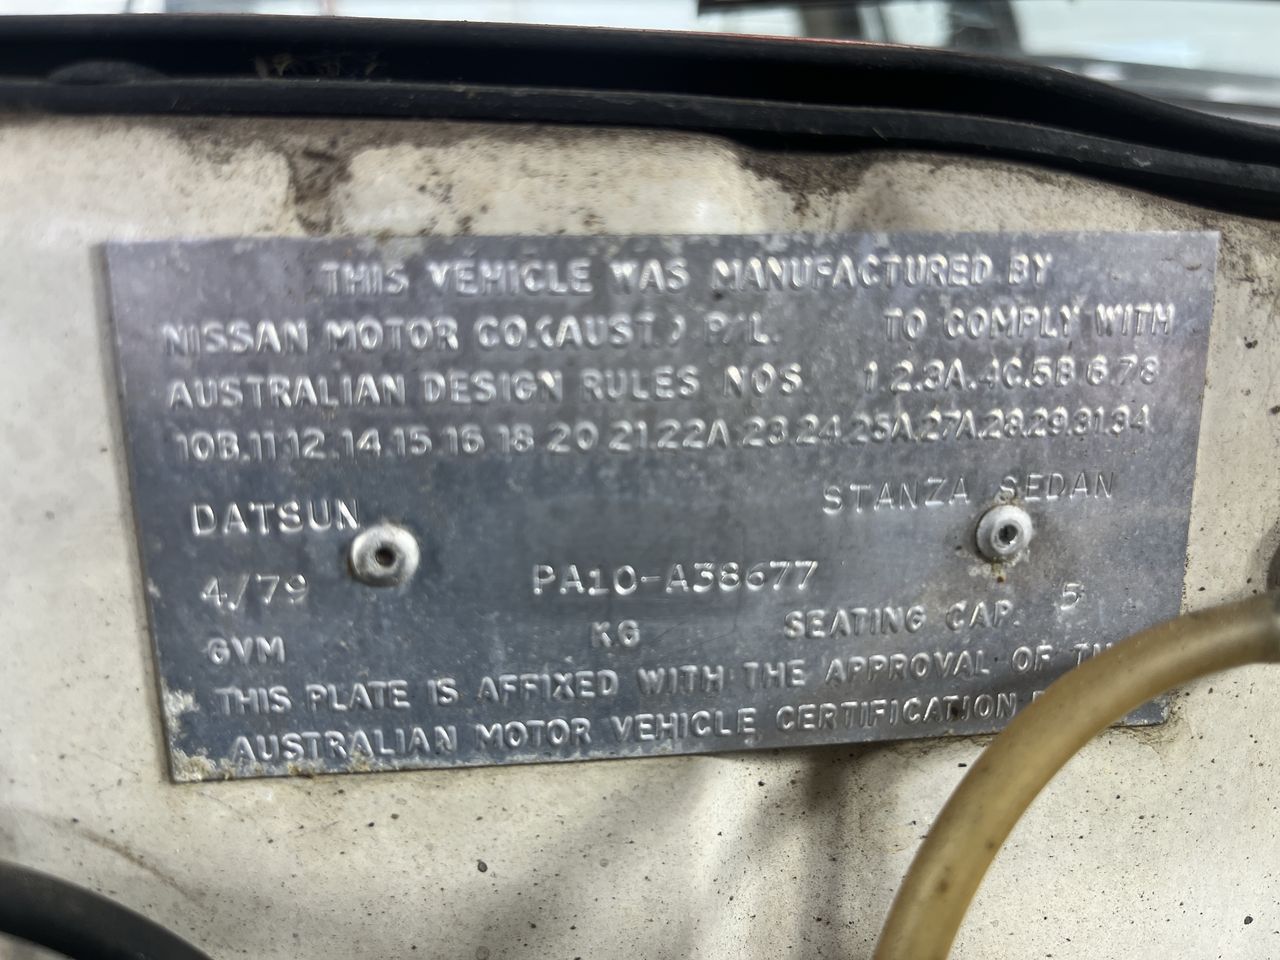 THIS VEHICLE WAS MANUFACTURED BY
NISSAN MOTOR CO.(AUST.) P/L. TO COMPLY WITH
AUSTRALIAN DESIGN RULES NOS. 1.2.3A.4C.5B.6.7.8
10B.11.12.14.15.16.18.20.21.22A.23.24.25A.27A.28.29.31.34
DATSUN STANZA SEDAN
4/79 PA10-A38677
GVM KG SEATING CAP. 5
THIS PLATE IS AFFIXED WITH THE APPROVAL OF
AUSTRALIAN MOTOR VEHICLE CERTIFICATION